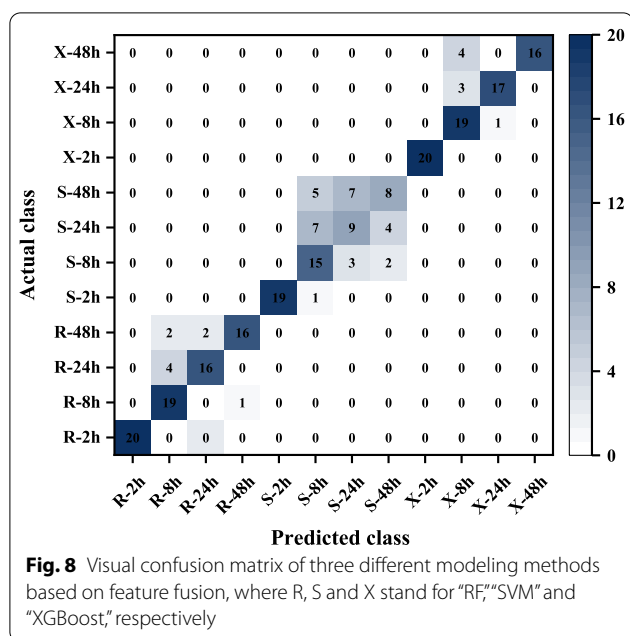 X-48h 0 0 0 0 0 0 0 0 0 4 0 16
X-24h 0 0 0 0 0 0 0 0 0 3 17 0
X-8h 0 0 0 0 0 0 0 0 0 19 1 0
X-2h 0 0 0 0 0 0 0 0 20 0 0 0
S-48h 0 0 0 0 0 5 7 8 0 0 0 0
S-24h 0 0 0 0 0 7 9 4 0 0 0 0
S-8h 0 0 0 0 0 15 3 2 0 0 0 0
S-2h 0 0 0 0 19 1 0 0 0 0 0 0
R-48h 0 2 2 16 0 0 0 0 0 0 0 0
R-24h 0 4 16 0 0 0 0 0 0 0 0 0
R-8h 0 19 0 1 0 0 0 0 0 0 0 0
R-2h 20 0 0 0 0 0 0 0 0 0 0 0
R-2h R-8h R-24h R-48h S-2h S-8h S-24h S-48h X-2h X-8h X-24h X-48h
Actual class
Predicted class
20
16
12
8
4
0
Fig. 8 Visual confusion matrix of three different modeling methods
based on feature fusion, where R, S and X stand for “RF,” “SVM” and
“XGBoost,” respectively